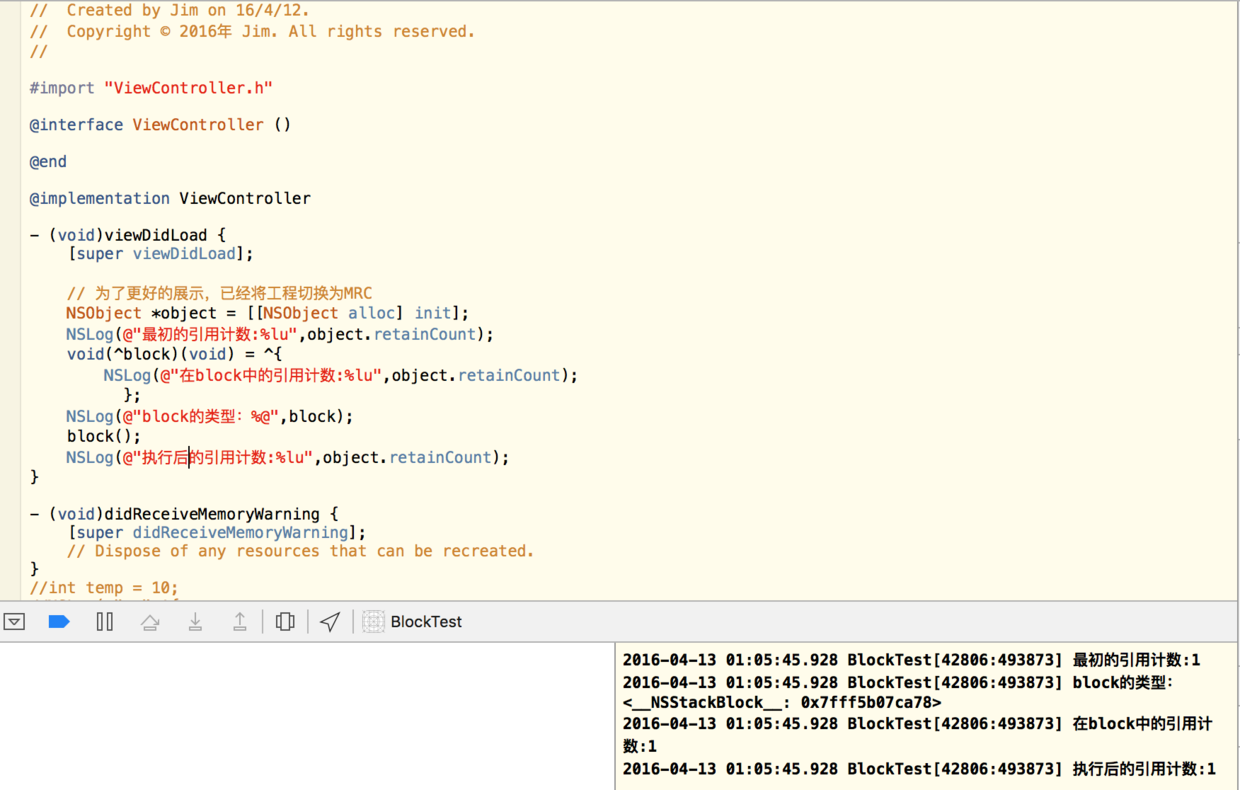 //  Created by Jim on 16/4/12.
//  Copyright © 2016年 Jim. All rights reserved.
//
#import "ViewController.h"
@interface ViewController ()
@end
@implementation ViewController
- (void)viewDidLoad {
    [super viewDidLoad];
    // 为了更好的展示，已经将工程切换为MRC
    NSObject *object = [[NSObject alloc] init];
    NSLog(@"最初的引用计数:%lu",object.retainCount);
    void(^block)(void) = ^{
        NSLog(@"在block中的引用计数:%lu",object.retainCount);
          };
    NSLog(@"block的类型：%@",block);
    block();
    NSLog(@"执行后的引用计数:%lu",object.retainCount);
}
- (void)didReceiveMemoryWarning {
    [super didReceiveMemoryWarning];
    // Dispose of any resources that can be recreated.
}
//int temp = 10;
BlockTest
2016-04-13 01:05:45.928 BlockTest[42806:493873] 最初的引用计数:1
2016-04-13 01:05:45.928 BlockTest[42806:493873] block的类型：
<__NSStackBlock__: 0x7fff5b07ca78>
2016-04-13 01:05:45.928 BlockTest[42806:493873] 在block中的引用计
数:1
2016-04-13 01:05:45.928 BlockTest[42806:493873] 执行后的引用计数:1